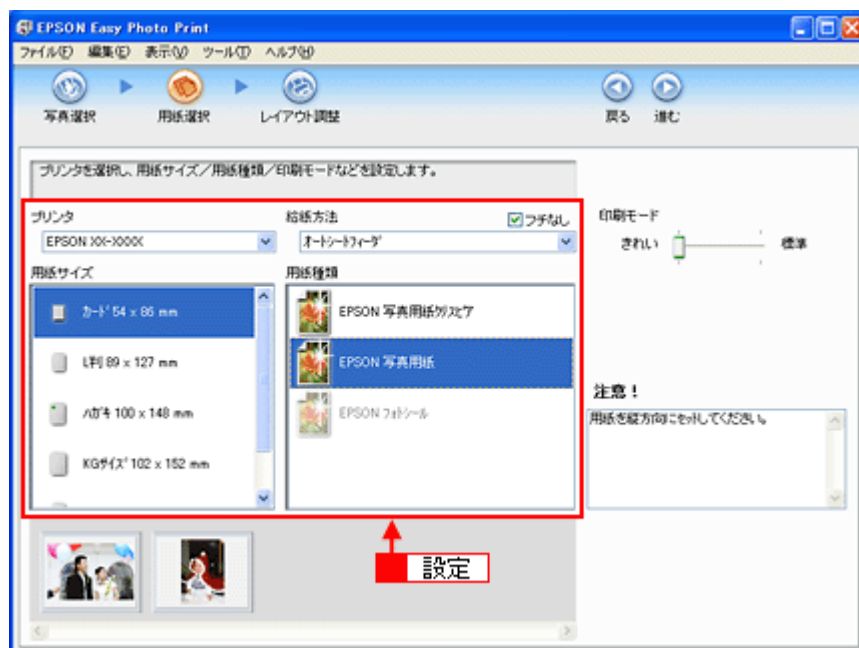 EPSON Easy Photo Print
ファイル(F) 編集(E) 表示(V) ツール(T) ヘルプ(H)
写真選択 用紙選択 レイアウト調整 戻る 進む
プリンタを選択し、用紙サイズ/用紙種類/印刷モードなどを設定します。
プリンタ 給紙方法 フチなし 印刷モード
EPSON XX-XXXX オートシートフィーダ きれい 標準
用紙サイズ 用紙種類
カード 54 x 86 mm
EPSON 写真用紙クリスピア
L判 89 x 127 mm
EPSON 写真用紙
ハガキ 100 x 148 mm
EPSON フォトシール
KGサイズ 102 x 152 mm
注意!
用紙を縦方向にセットしてください。
設定